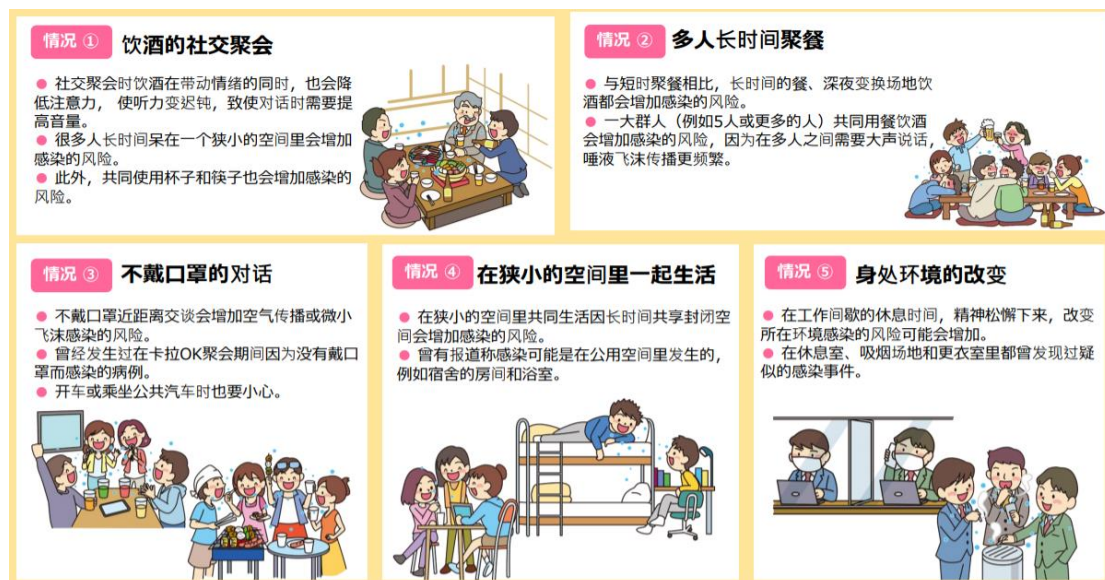 情况 ①
饮酒的社交聚会
● 社交聚会时饮酒在带动情绪的同时，也会降
低注意力， 使听力变迟钝，致使对话时需要提
高音量。
● 很多人长时间呆在一个狭小的空间里会增加
感染的风险。
● 此外，共同使用杯子和筷子也会增加感染的
风险。
情况 ②
多人长时间聚餐
● 与短时聚餐相比，长时间的餐、深夜变换场地饮
酒都会增加感染的风险。
● 一大群人（例如5人或更多的人）共同用餐饮酒
会增加感染的风险，因为在多人之间需要大声说话，
唾液飞沫传播更频繁。
情况 ③
不戴口罩的对话
● 不戴口罩近距离交谈会增加空气传播或微小
飞沫感染的风险。
● 曾经发生过在卡拉OK聚会期间因为没有戴口
罩而感染的病例。
● 开车或乘坐公共汽车时也要小心。
情况 ④
在狭小的空间里一起生活
● 在狭小的空间里共同生活因长时间共享封闭空
间会增加感染的风险。
● 曾有报道称感染可能是在公用空间里发生的，
例如宿舍的房间和浴室。
情况 ⑤
身处环境的改变
● 在工作间歇的休息时间，精神松懈下来，改变
所在环境感染的风险可能会增加。
● 在休息室、吸烟场地和更衣室里都曾发现过疑
似的感染事件。